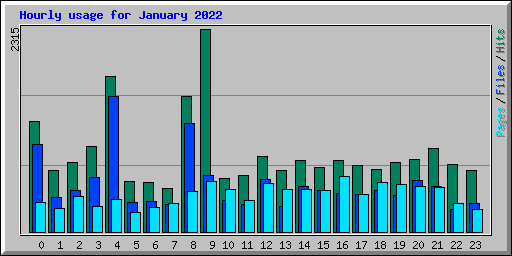 Hourly usage for January 2022
2315
Pages / Files / Hits
0 1 2 3 4 5 6 7 8 9 10 11 12 13 14 15 16 17 18 19 20 21 22 23